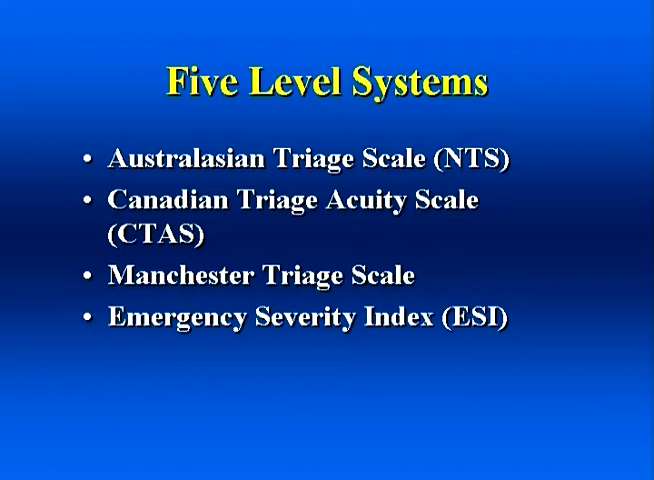 Five Level Systems
• Australasian Triage Scale (NTS)
• Canadian Triage Acuity Scale
(CTAS)
• Manchester Triage Scale
• Emergency Severity Index (ESI)